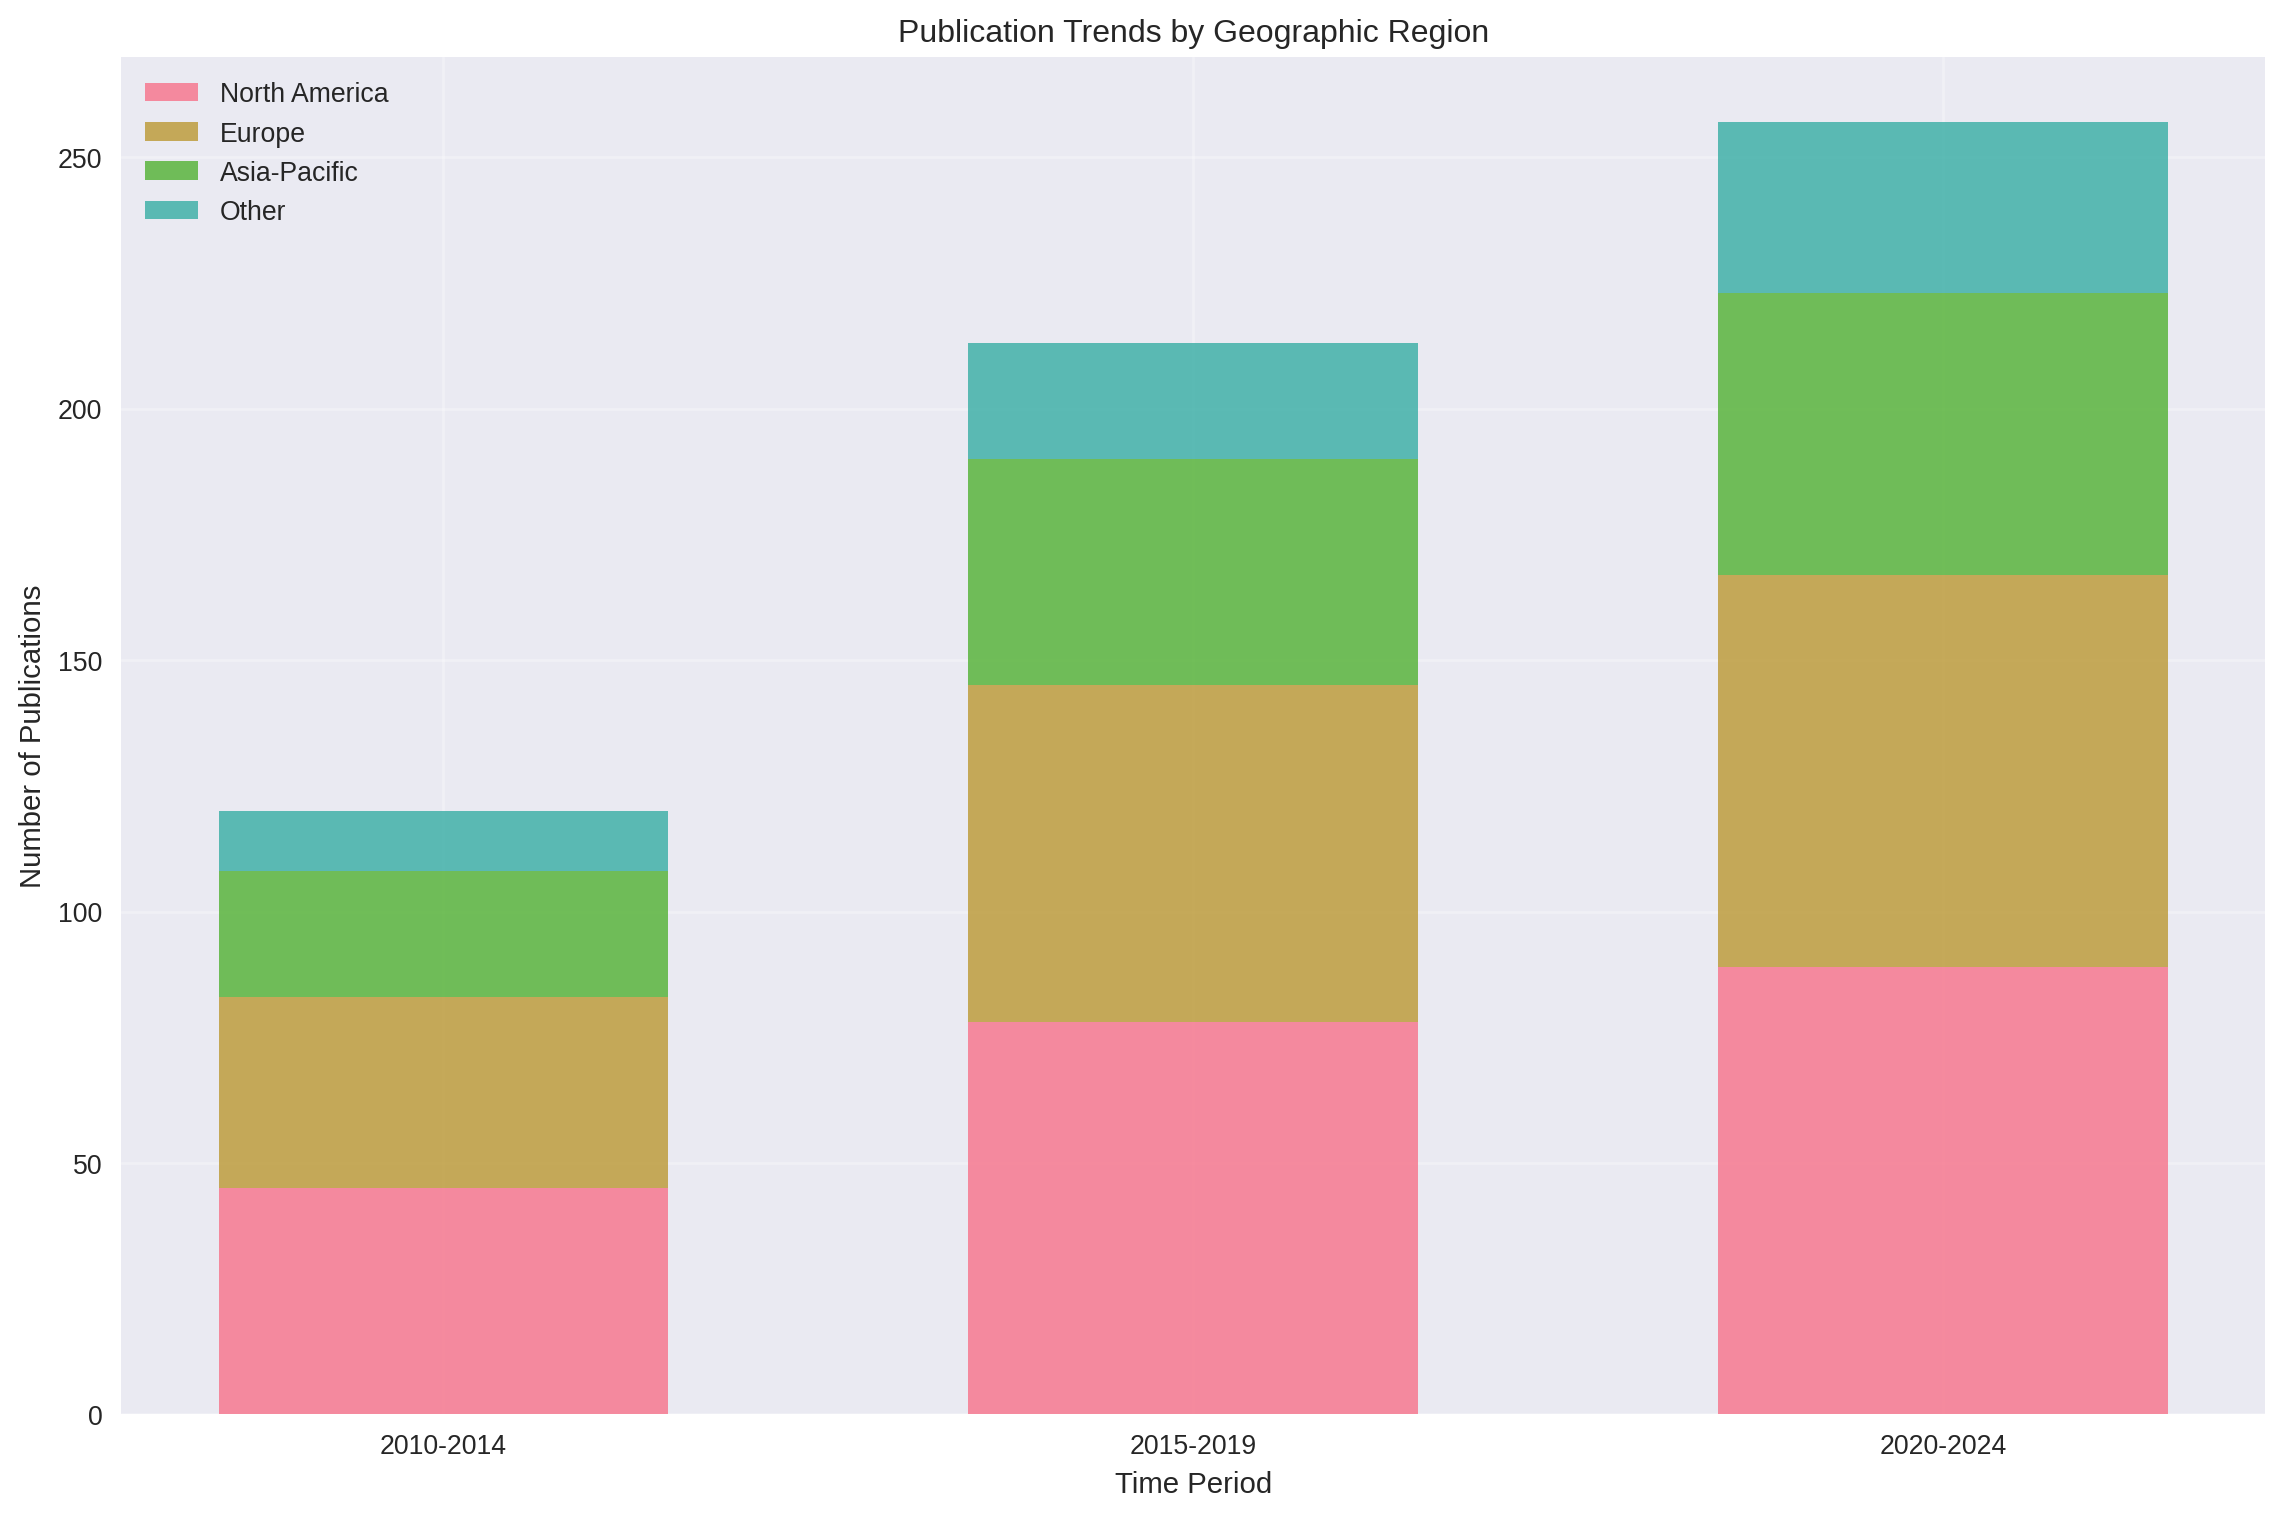 Publication Trends by Geographic Region
North America
Europe
Asia-Pacific
Other
250
200
150
100
50
0
Number of Publications
2010-2014
2015-2019
2020-2024
Time Period